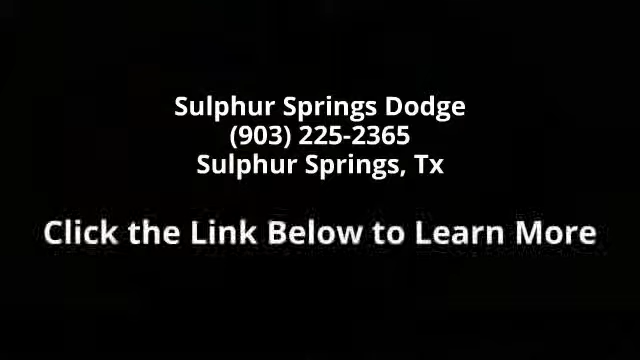 Sulphur Springs Dodge
(903) 225-2365
Sulphur Springs, Tx
Click the Link Below to Learn More